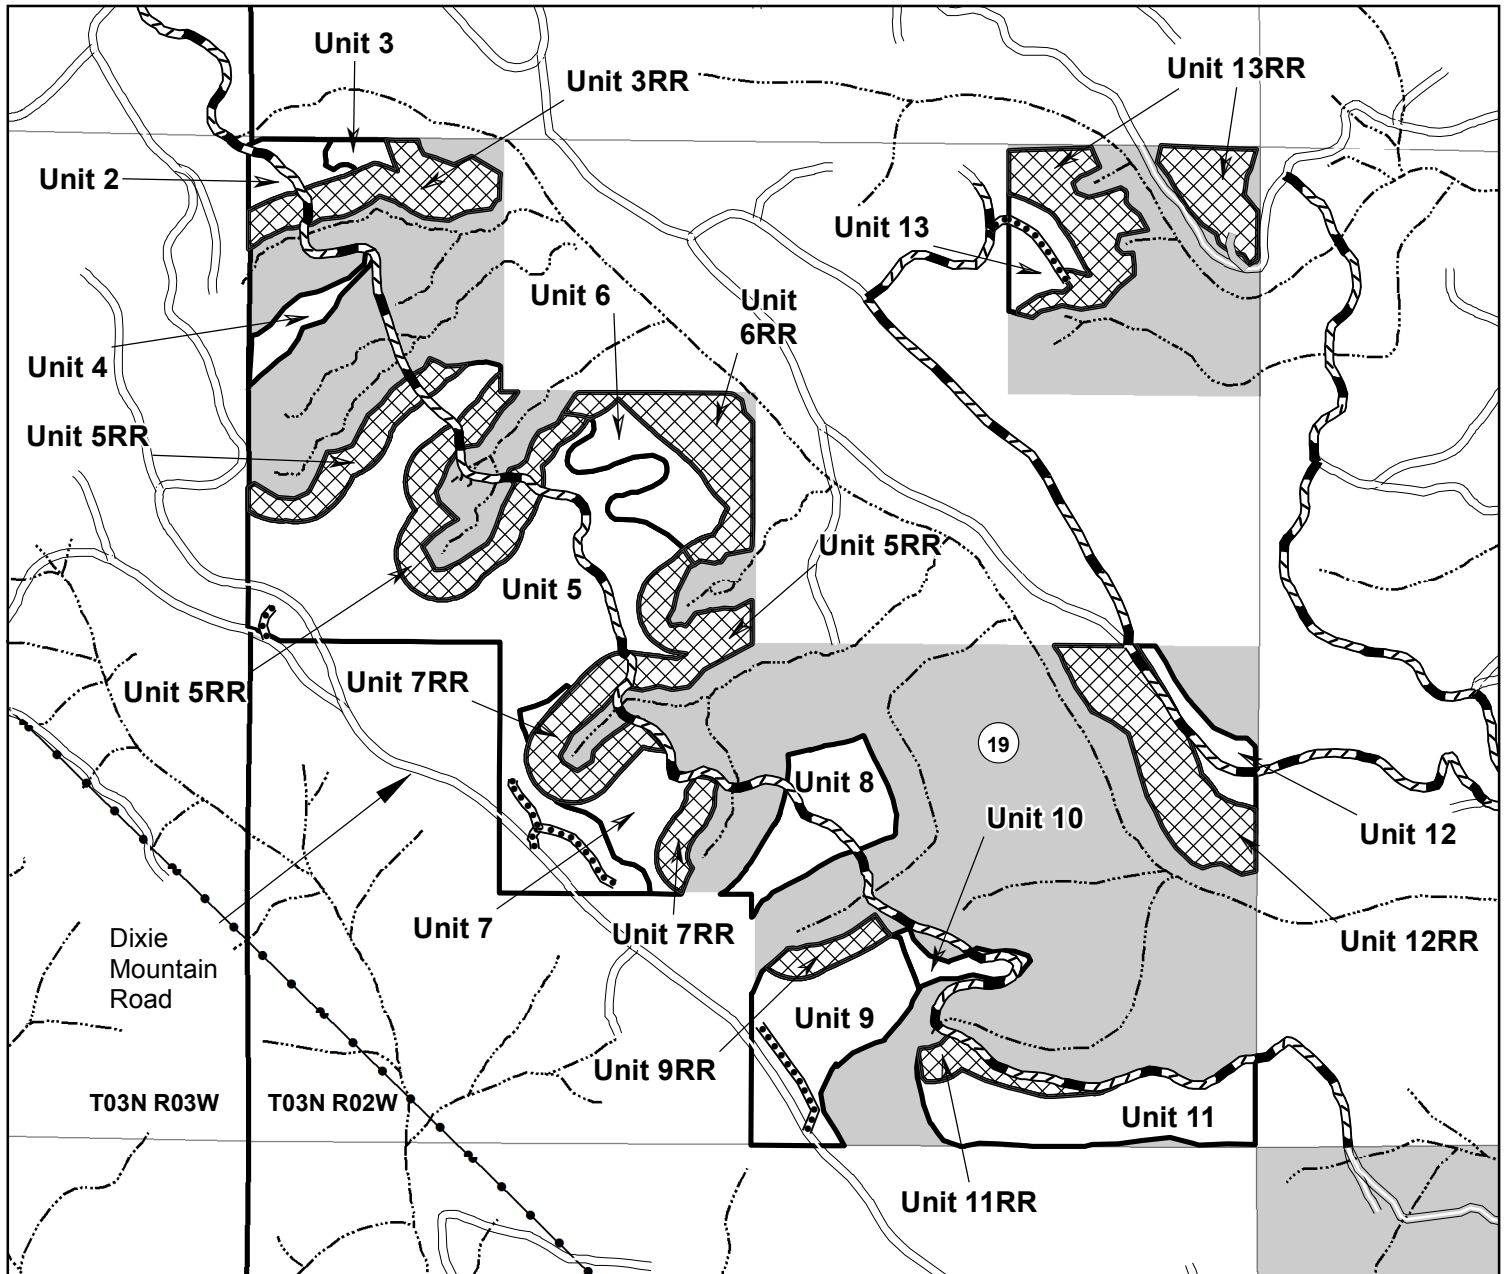 Unit 3
Unit 3RR
Unit 13RR
Unit 2
Unit 13
Unit 6
Unit
6RR
Unit 4
Unit 5RR
Unit 5RR
Unit 5
Unit 5RR
Unit 7RR
19
Unit 8
Unit 10
Unit 12
Unit 7
Unit 7RR
Unit 12RR
Dixie
Mountain
Road
Unit 9
Unit 9RR
T03N R03W
T03N R02W
Unit 11
Unit 11RR